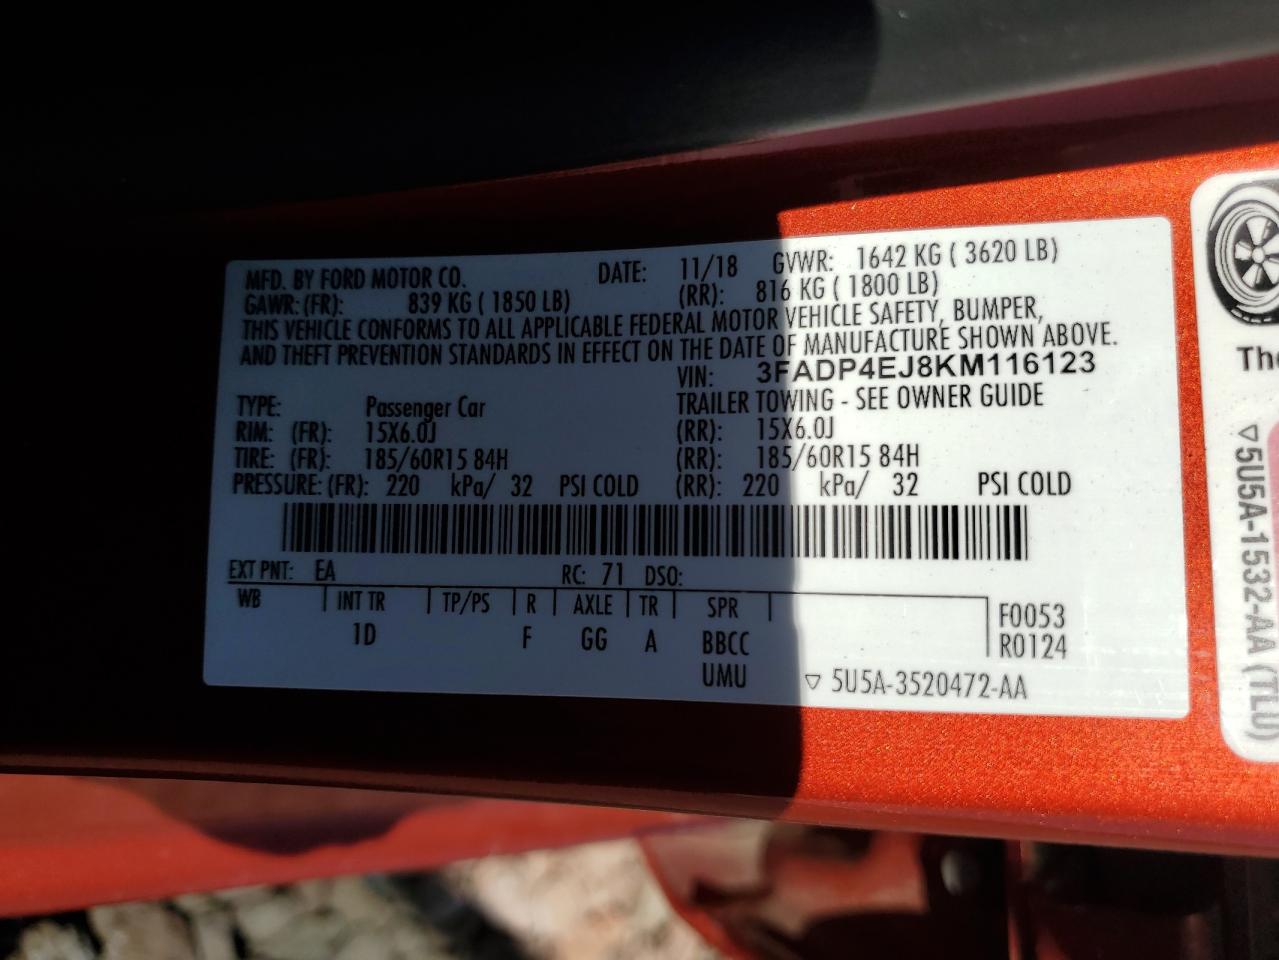 MFD. BY FORD MOTOR CO. DATE: 11/18 GVWR: 1642 KG ( 3620 LB)
GAWR: (FR): 839 KG ( 1850 LB) (RR): 816 KG ( 1800 LB)
THIS VEHICLE CONFORMS TO ALL APPLICABLE FEDERAL MOTOR VEHICLE SAFETY, BUMPER,
AND THEFT PREVENTION STANDARDS IN EFFECT ON THE DATE OF MANUFACTURE SHOWN ABOVE.
VIN: 3FADP4EJ8KM116123
TYPE: Passenger Car TRAILER TOWING - SEE OWNER GUIDE
RIM: (FR): 15X6.0J (RR): 15X6.0J
TIRE: (FR): 185/60R15 84H (RR): 185/60R15 84H
PRESSURE: (FR): 220 kPa/ 32 PSI COLD (RR): 220 kPa/ 32 PSI COLD
EXT PNT: EA RC: 71 DSO:
WB INT TR TP/PS R AXLE TR SPR F0053
1D F GG A BBCC R0124
UMU ▽ 5U5A-3520472-AA
▽5U5A-1532-AA (TLU)